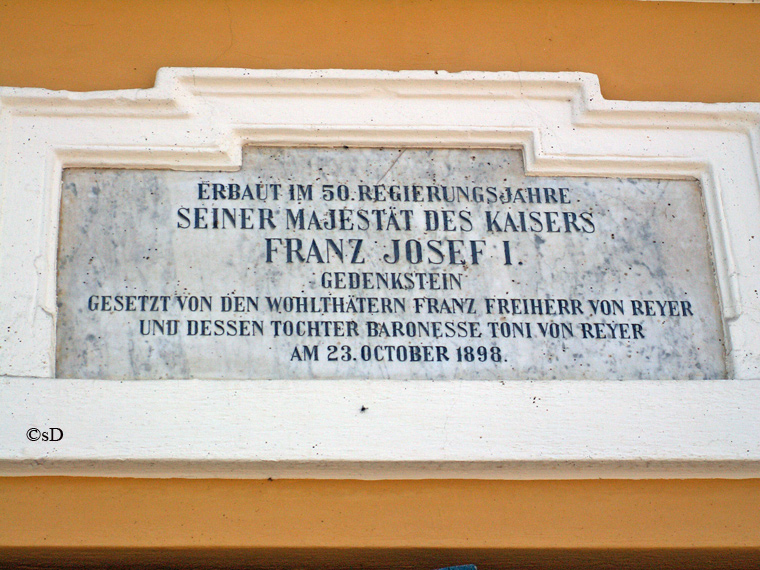 ERBAUT IM 50. REGIERUNGSJAHRE
SEINER MAJESTÄT DES KAISERS
FRANZ JOSEF I.
GEDENKSTEIN
GESETZT VON DEN WOHLTHÄTERN FRANZ FREIHERR VON REYER
UND DESSEN TOCHTER BARONESSE TONI VON REYER
AM 23. OCTOBER 1898.
©sD